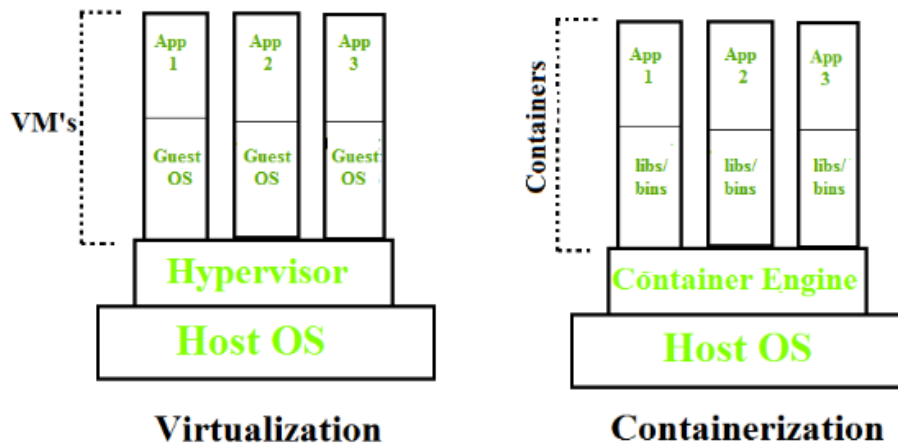 VM's
App
1
App
2
App
3
Guest
OS
Guest
OS
Guest
OS
Hypervisor
Host OS
Virtualization
Containers
App
1
App
2
App
3
libs/
bins
libs/
bins
libs/
bins
Container Engine
Host OS
Containerization